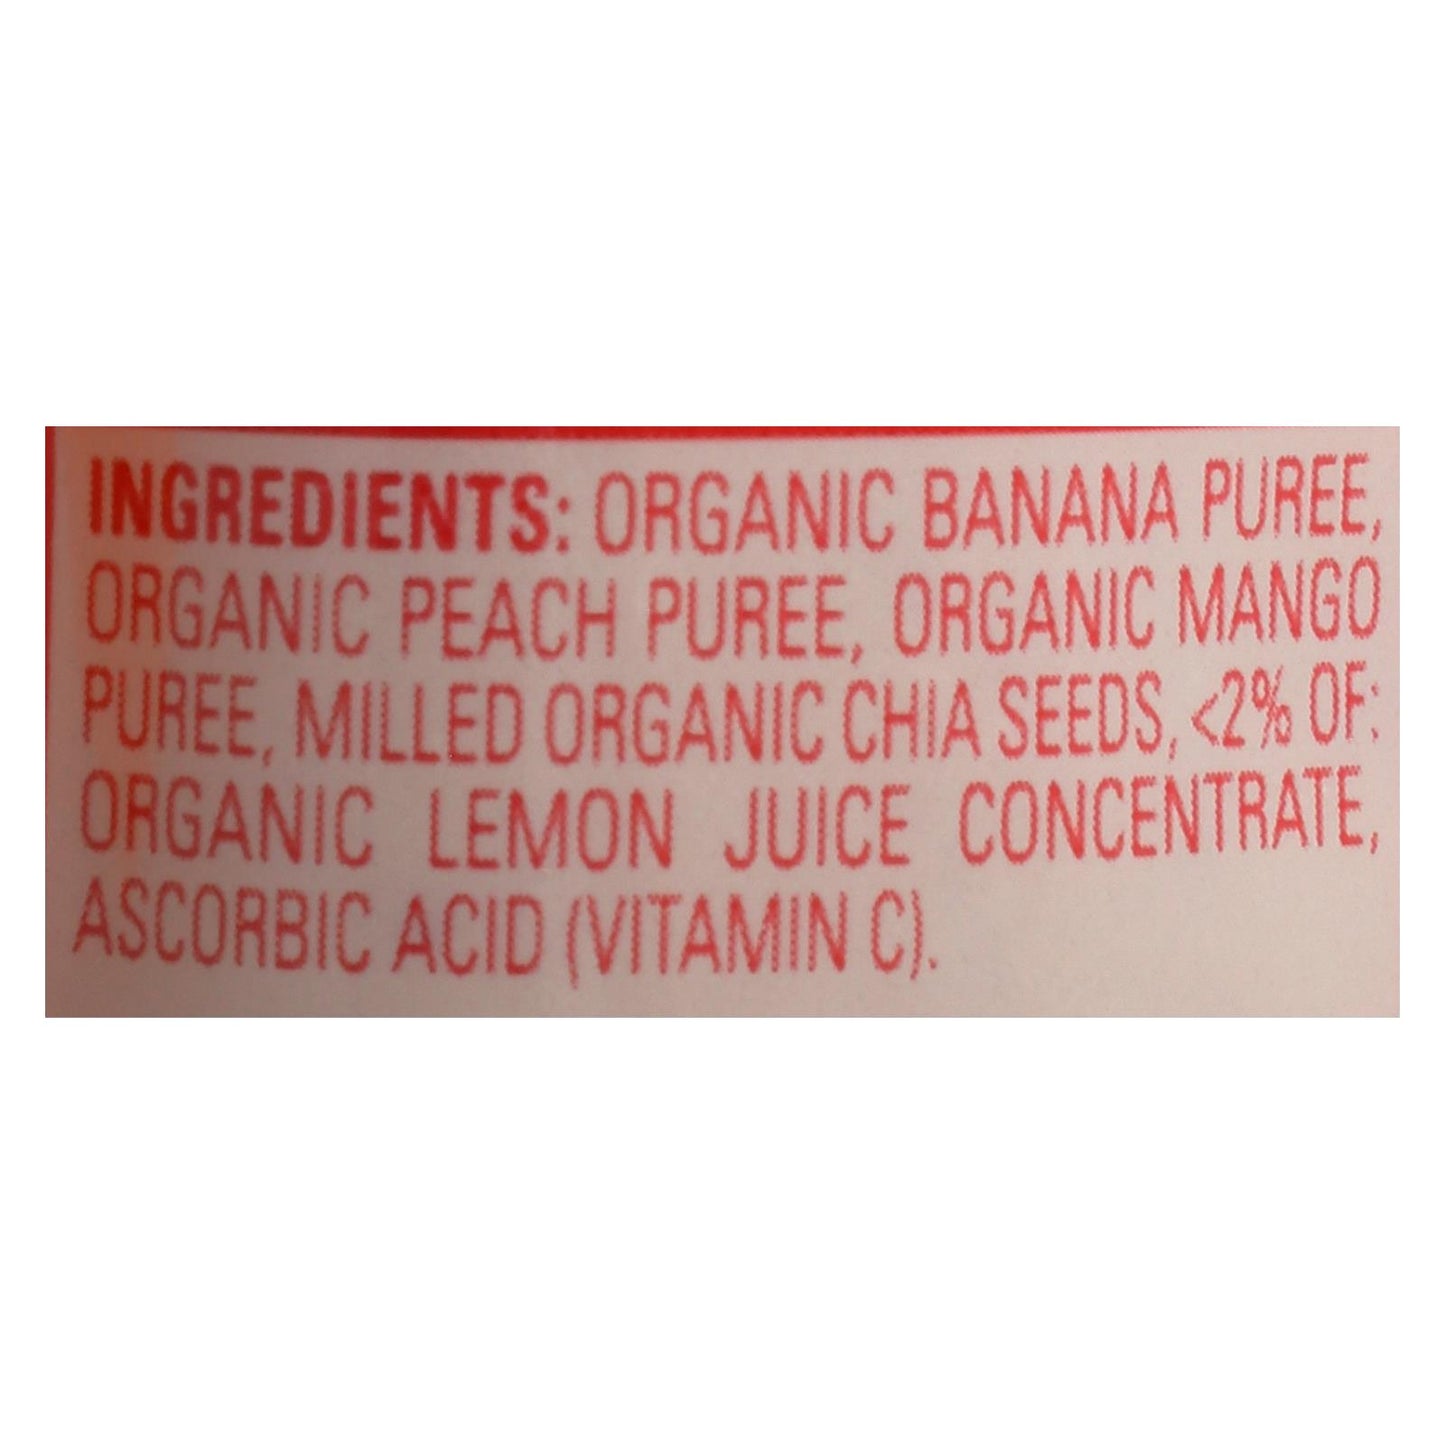 INGREDIENTS: ORGANIC BANANA PUREE,
ORGANIC PEACH PUREE, ORGANIC MANGO
PUREE, MILLED ORGANIC CHIA SEEDS, <2% OF:
ORGANIC LEMON JUICE CONCENTRATE,
ASCORBIC ACID (VITAMIN C).